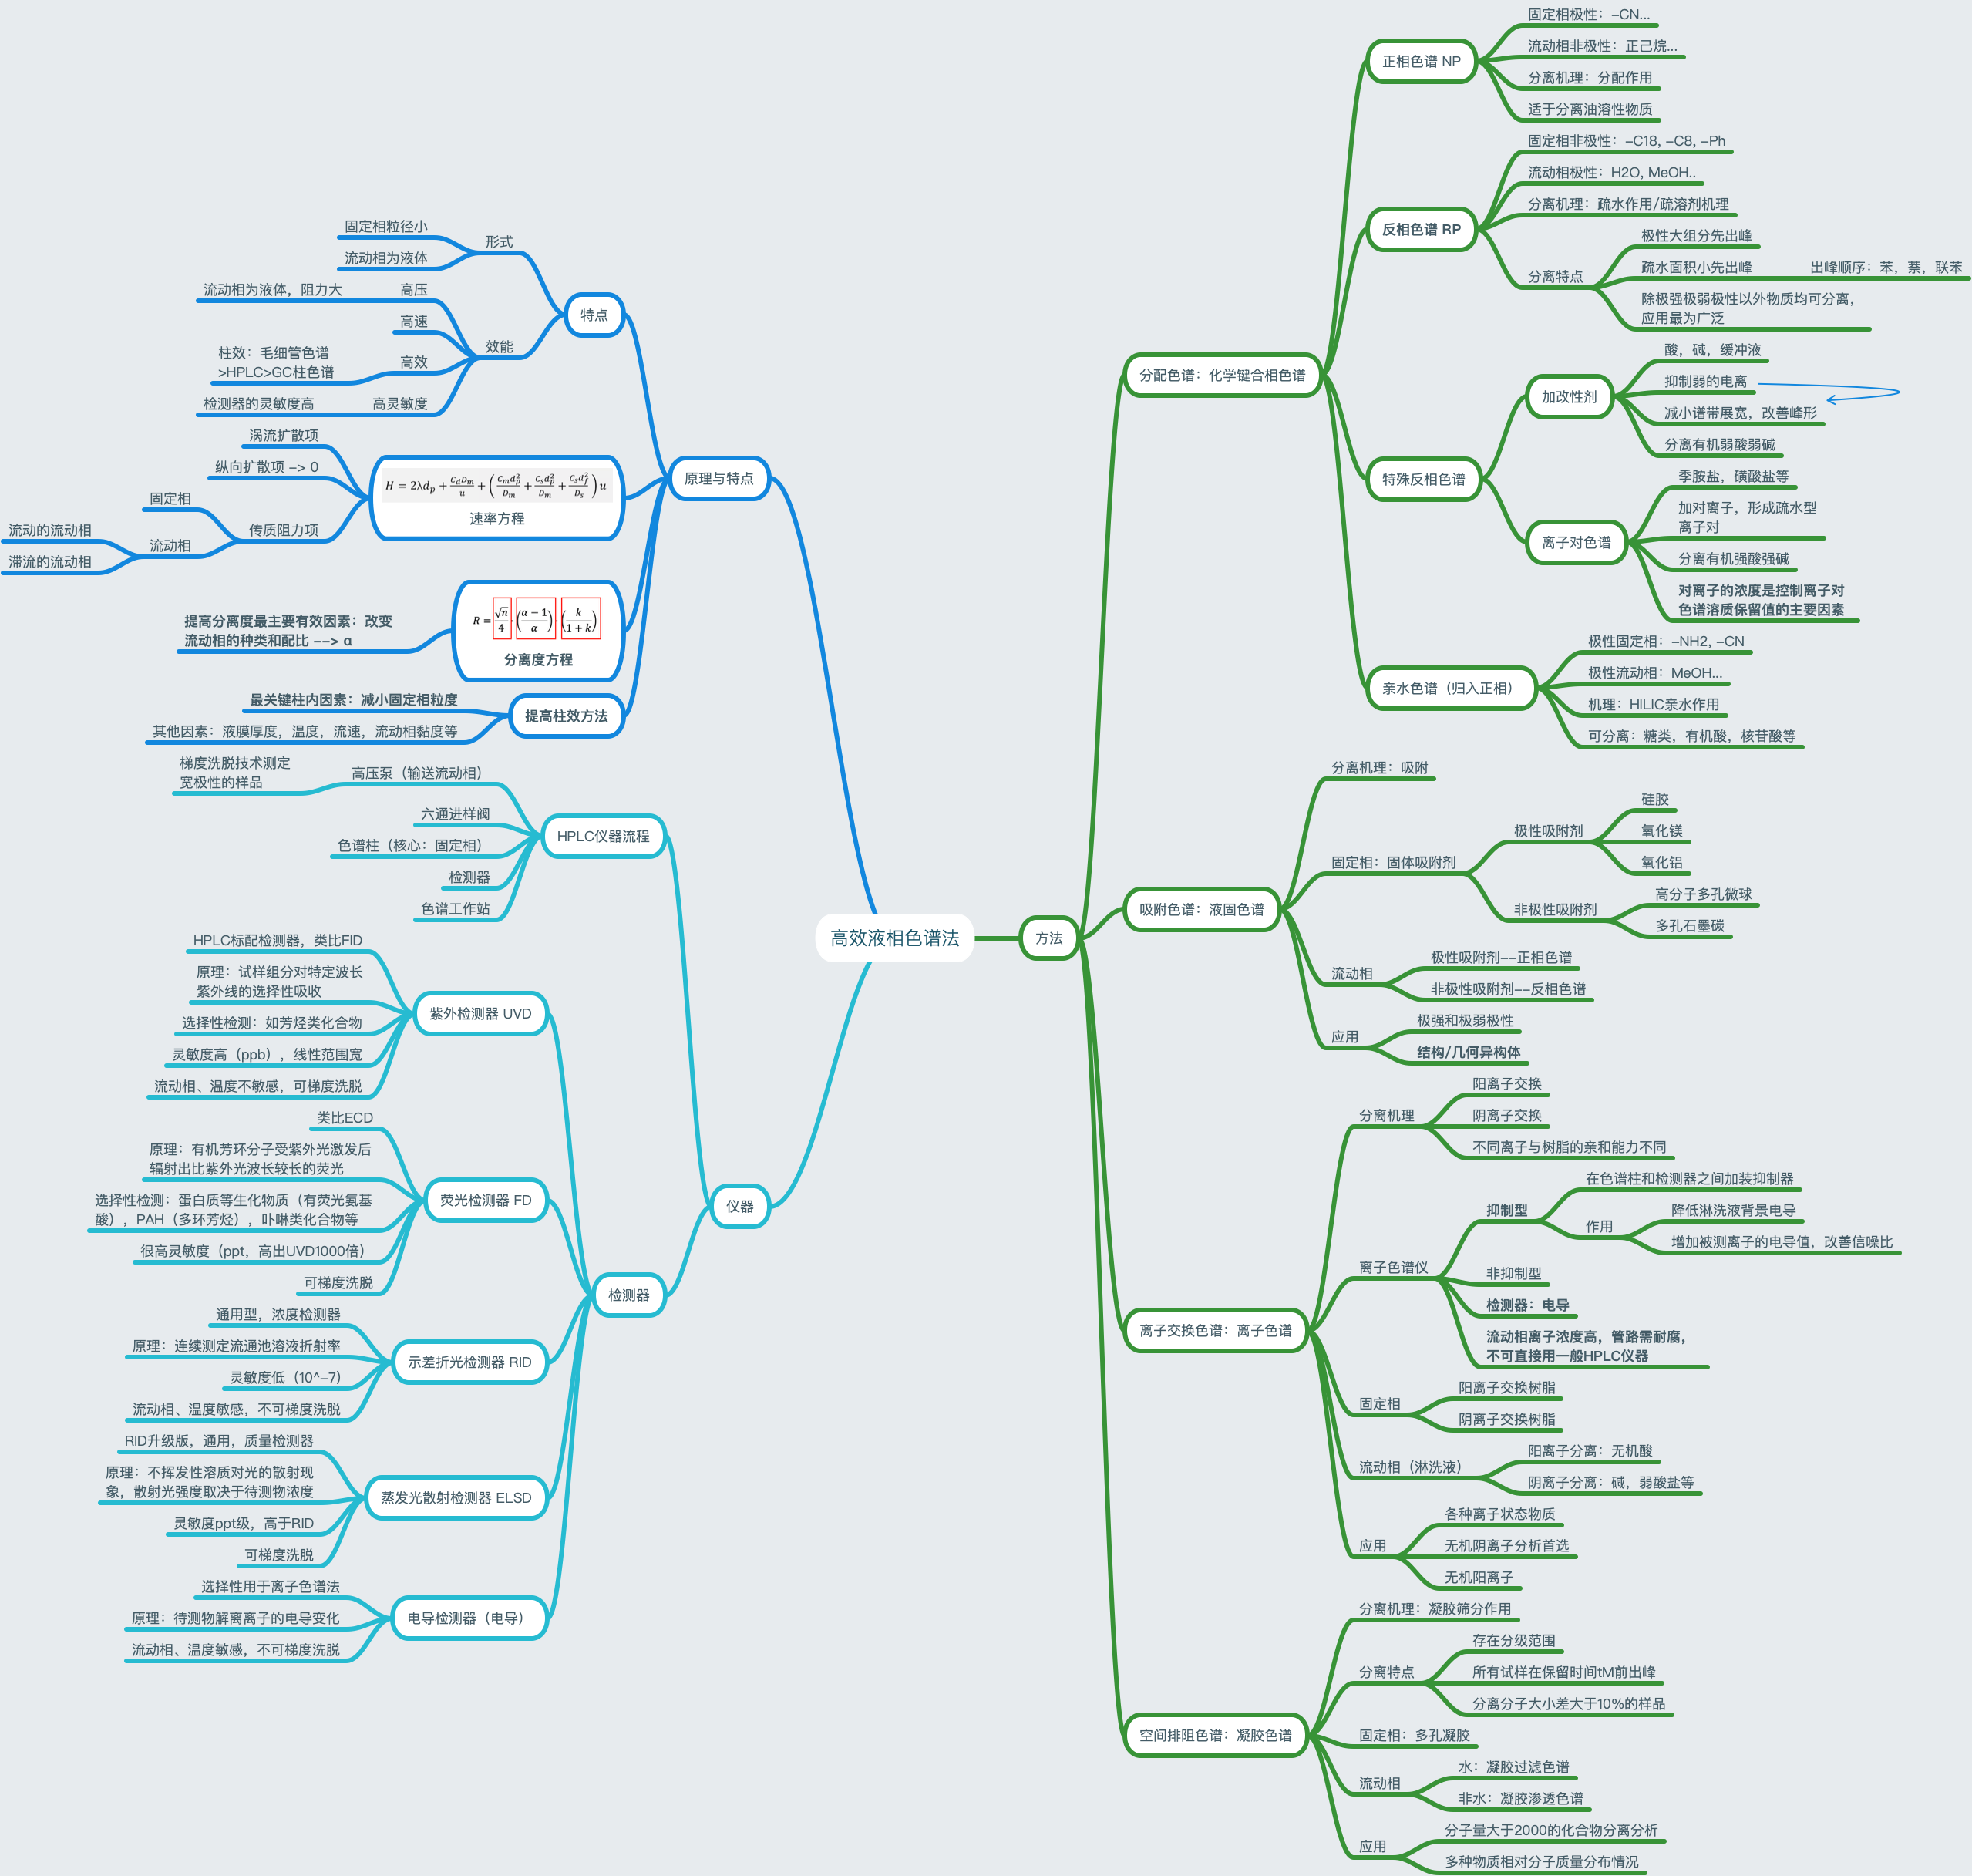 高效液相色谱法
原理与特点
特点
形式
固定相粒径小
流动相为液体
效能
高压
流动相为液体，阻力大
高速
高效
柱效：毛细管色谱
>HPLC>GC柱色谱
高灵敏度
检测器的灵敏度高
H = 2λd_p + C_dD_m/u + (C_md_p^2/D_m + C_sd_p^2/D_m + C_sd_f^2/D_s)u
速率方程
涡流扩散项
纵向扩散项 -> 0
传质阻力项
固定相
流动相
流动的流动相
滞流的流动相
R = √n/4 · ((α − 1)/α) · (k/(1 + k))
分离度方程
提高分离度最主要有效因素：改变
流动相的种类和配比 --> α
提高柱效方法
最关键柱内因素：减小固定相粒度
其他因素：液膜厚度，温度，流速，流动相黏度等
仪器
HPLC仪器流程
高压泵（输送流动相）
梯度洗脱技术测定
宽极性的样品
六通进样阀
色谱柱（核心：固定相）
检测器
色谱工作站
检测器
紫外检测器 UVD
HPLC标配检测器，类比FID
原理：试样组分对特定波长
紫外线的选择性吸收
选择性检测：如芳烃类化合物
灵敏度高（ppb），线性范围宽
流动相、温度不敏感，可梯度洗脱
荧光检测器 FD
类比ECD
原理：有机芳环分子受紫外光激发后
辐射出比紫外光波长较长的荧光
选择性检测：蛋白质等生化物质（有荧光氨基
酸），PAH（多环芳烃），卟啉类化合物等
很高灵敏度（ppt，高出UVD1000倍）
可梯度洗脱
示差折光检测器 RID
通用型，浓度检测器
原理：连续测定流通池溶液折射率
灵敏度低（10^-7）
流动相、温度敏感，不可梯度洗脱
蒸发光散射检测器 ELSD
RID升级版，通用，质量检测器
原理：不挥发性溶质对光的散射现
象，散射光强度取决于待测物浓度
灵敏度ppt级，高于RID
可梯度洗脱
电导检测器（电导）
选择性用于离子色谱法
原理：待测物解离离子的电导变化
流动相、温度敏感，不可梯度洗脱
方法
分配色谱：化学键合相色谱
正相色谱 NP
固定相极性：-CN...
流动相非极性：正己烷...
分离机理：分配作用
适于分离油溶性物质
反相色谱 RP
固定相非极性：-C18, -C8, -Ph
流动相极性：H2O, MeOH..
分离机理：疏水作用/疏溶剂机理
分离特点
极性大组分先出峰
疏水面积小先出峰
出峰顺序：苯，萘，联苯
除极强极弱极性以外物质均可分离，
应用最为广泛
特殊反相色谱
加改性剂
酸，碱，缓冲液
抑制弱的电离
减小谱带展宽，改善峰形
分离有机弱酸弱碱
离子对色谱
季胺盐，磺酸盐等
加对离子，形成疏水型
离子对
分离有机强酸强碱
对离子的浓度是控制离子对
色谱溶质保留值的主要因素
亲水色谱（归入正相）
极性固定相：-NH2, -CN
极性流动相：MeOH...
机理：HILIC亲水作用
可分离：糖类，有机酸，核苷酸等
吸附色谱：液固色谱
分离机理：吸附
固定相：固体吸附剂
极性吸附剂
硅胶
氧化镁
氧化铝
非极性吸附剂
高分子多孔微球
多孔石墨碳
流动相
极性吸附剂--正相色谱
非极性吸附剂--反相色谱
应用
极强和极弱极性
结构/几何异构体
离子交换色谱：离子色谱
分离机理
阳离子交换
阴离子交换
不同离子与树脂的亲和能力不同
离子色谱仪
抑制型
在色谱柱和检测器之间加装抑制器
作用
降低淋洗液背景电导
增加被测离子的电导值，改善信噪比
非抑制型
检测器：电导
流动相离子浓度高，管路需耐腐，
不可直接用一般HPLC仪器
固定相
阳离子交换树脂
阴离子交换树脂
流动相（淋洗液）
阳离子分离：无机酸
阴离子分离：碱，弱酸盐等
应用
各种离子状态物质
无机阴离子分析首选
无机阳离子
空间排阻色谱：凝胶色谱
分离机理：凝胶筛分作用
分离特点
存在分级范围
所有试样在保留时间tM前出峰
分离分子大小差大于10%的样品
固定相：多孔凝胶
流动相
水：凝胶过滤色谱
非水：凝胶渗透色谱
应用
分子量大于2000的化合物分离分析
多种物质相对分子质量分布情况